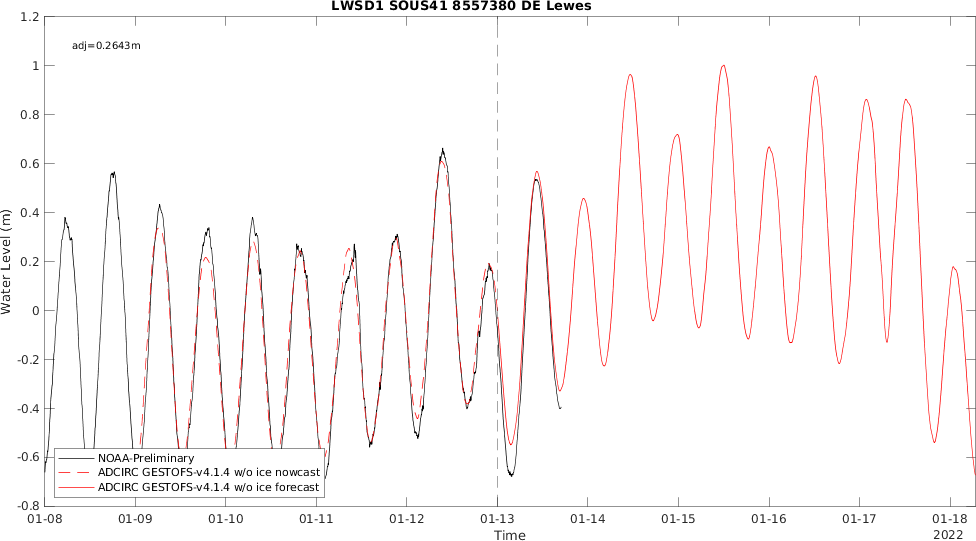 LWSD1 SOUS41 8557380 DE Lewes
adj=0.2643m
Water Level (m)
1.2
1
0.8
0.6
0.4
0.2
0
-0.2
-0.4
-0.6
-0.8
NOAA-Preliminary
ADCIRC GESTOFS-v4.1.4 w/o ice nowcast
ADCIRC GESTOFS-v4.1.4 w/o ice forecast
01-08 01-09 01-10 01-11 01-12 01-13 01-14 01-15 01-16 01-17 01-18
Time
2022